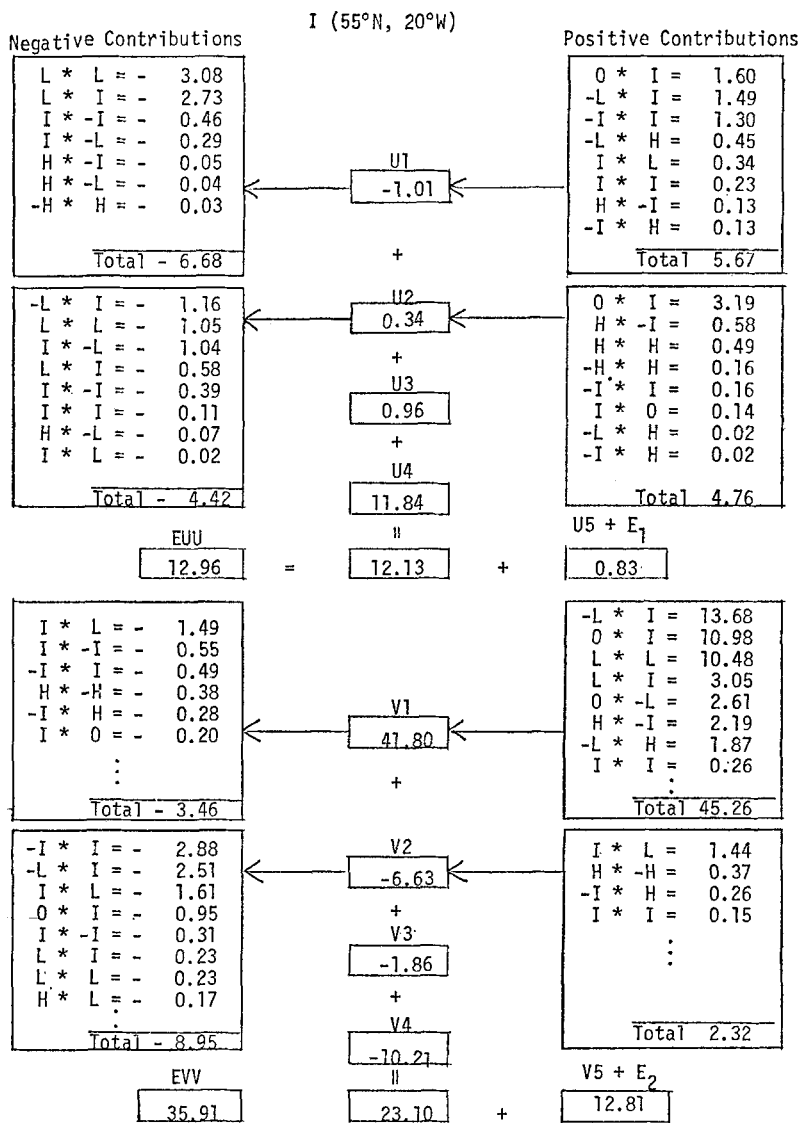 I (55°N, 20°W)
Negative Contributions
Positive Contributions
L * L = - 3.08
L * I = - 2.73
I * -I = - 0.46
I * -L = - 0.29
H * -I = - 0.05
H * -L = - 0.04
-H * H = - 0.03
Total - 6.68
U1
-1.01
+
O * I = 1.60
-L * I = 1.49
-I * I = 1.30
-L * H = 0.45
I * L = 0.34
I * I = 0.23
H * -I = 0.13
-I * H = 0.13
Total 5.67
-L * I = - 1.16
L * L = - 1.05
I * -L = - 1.04
L * I = - 0.58
I * -I = - 0.39
I * I = - 0.11
H * -L = - 0.07
I * L = - 0.02
Total - 4.42
U2
0.34
+
U3
0.96
+
U4
11.84
O * I = 3.19
H * -I = 0.58
H * H = 0.49
-H * H = 0.16
-I * I = 0.16
I * O = 0.14
-L * H = 0.02
-I * H = 0.02
Total 4.76
EUU
=
U5 + E1
12.96 = 12.13 + 0.83
I * L = - 1.49
I * -I = - 0.55
-I * I = - 0.49
H * -H = - 0.38
-I * H = - 0.28
I * O = - 0.20
⋮
Total - 3.46
V1
41.80
+
-L * I = 13.68
O * I = 10.98
L * L = 10.48
L * I = 3.05
O * -L = 2.61
H * -I = 2.19
-L * H = 1.87
I * I = 0.26
⋮
Total 45.26
-I * I = - 2.88
-L * I = - 2.51
I * L = - 1.61
O * I = - 0.95
I * -I = - 0.31
L * I = - 0.23
L * L = - 0.23
H * L = - 0.17
⋮
Total - 8.95
V2
-6.63
+
V3
-1.86
+
V4
-10.21
I * L = 1.44
H * -H = 0.37
-I * H = 0.26
I * I = 0.15
⋮
Total 2.32
EVV
=
V5 + E2
35.91
23.10 + 12.81